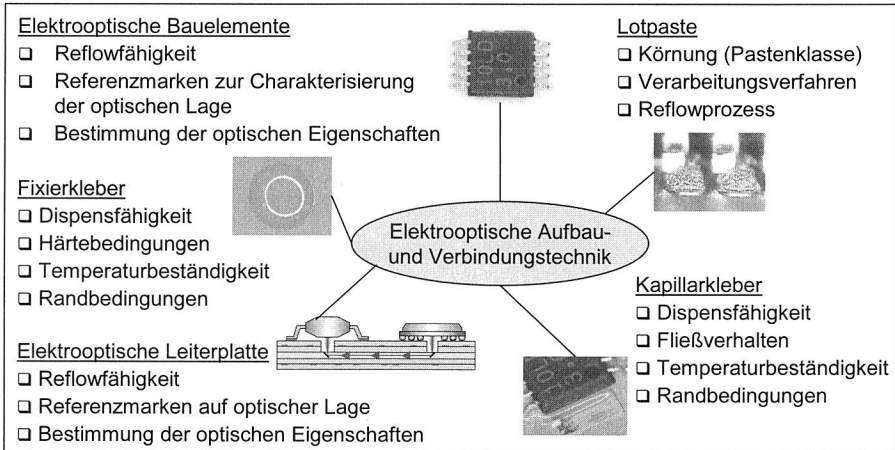 Elektrooptische Bauelemente
❑ Reflowfähigkeit
❑ Referenzmarken zur Charakterisierung
der optischen Lage
❑ Bestimmung der optischen Eigenschaften
Lotpaste
❑ Körnung (Pastenklasse)
❑ Verarbeitungsverfahren
❑ Reflowprozess
Fixierkleber
❑ Dispensfähigkeit
❑ Härtebedingungen
❑ Temperaturbeständigkeit
❑ Randbedingungen
Elektrooptische Aufbau-
und Verbindungstechnik
Kapillarkleber
❑ Dispensfähigkeit
❑ Fließverhalten
❑ Temperaturbeständigkeit
❑ Randbedingungen
Elektrooptische Leiterplatte
❑ Reflowfähigkeit
❑ Referenzmarken auf optischer Lage
❑ Bestimmung der optischen Eigenschaften